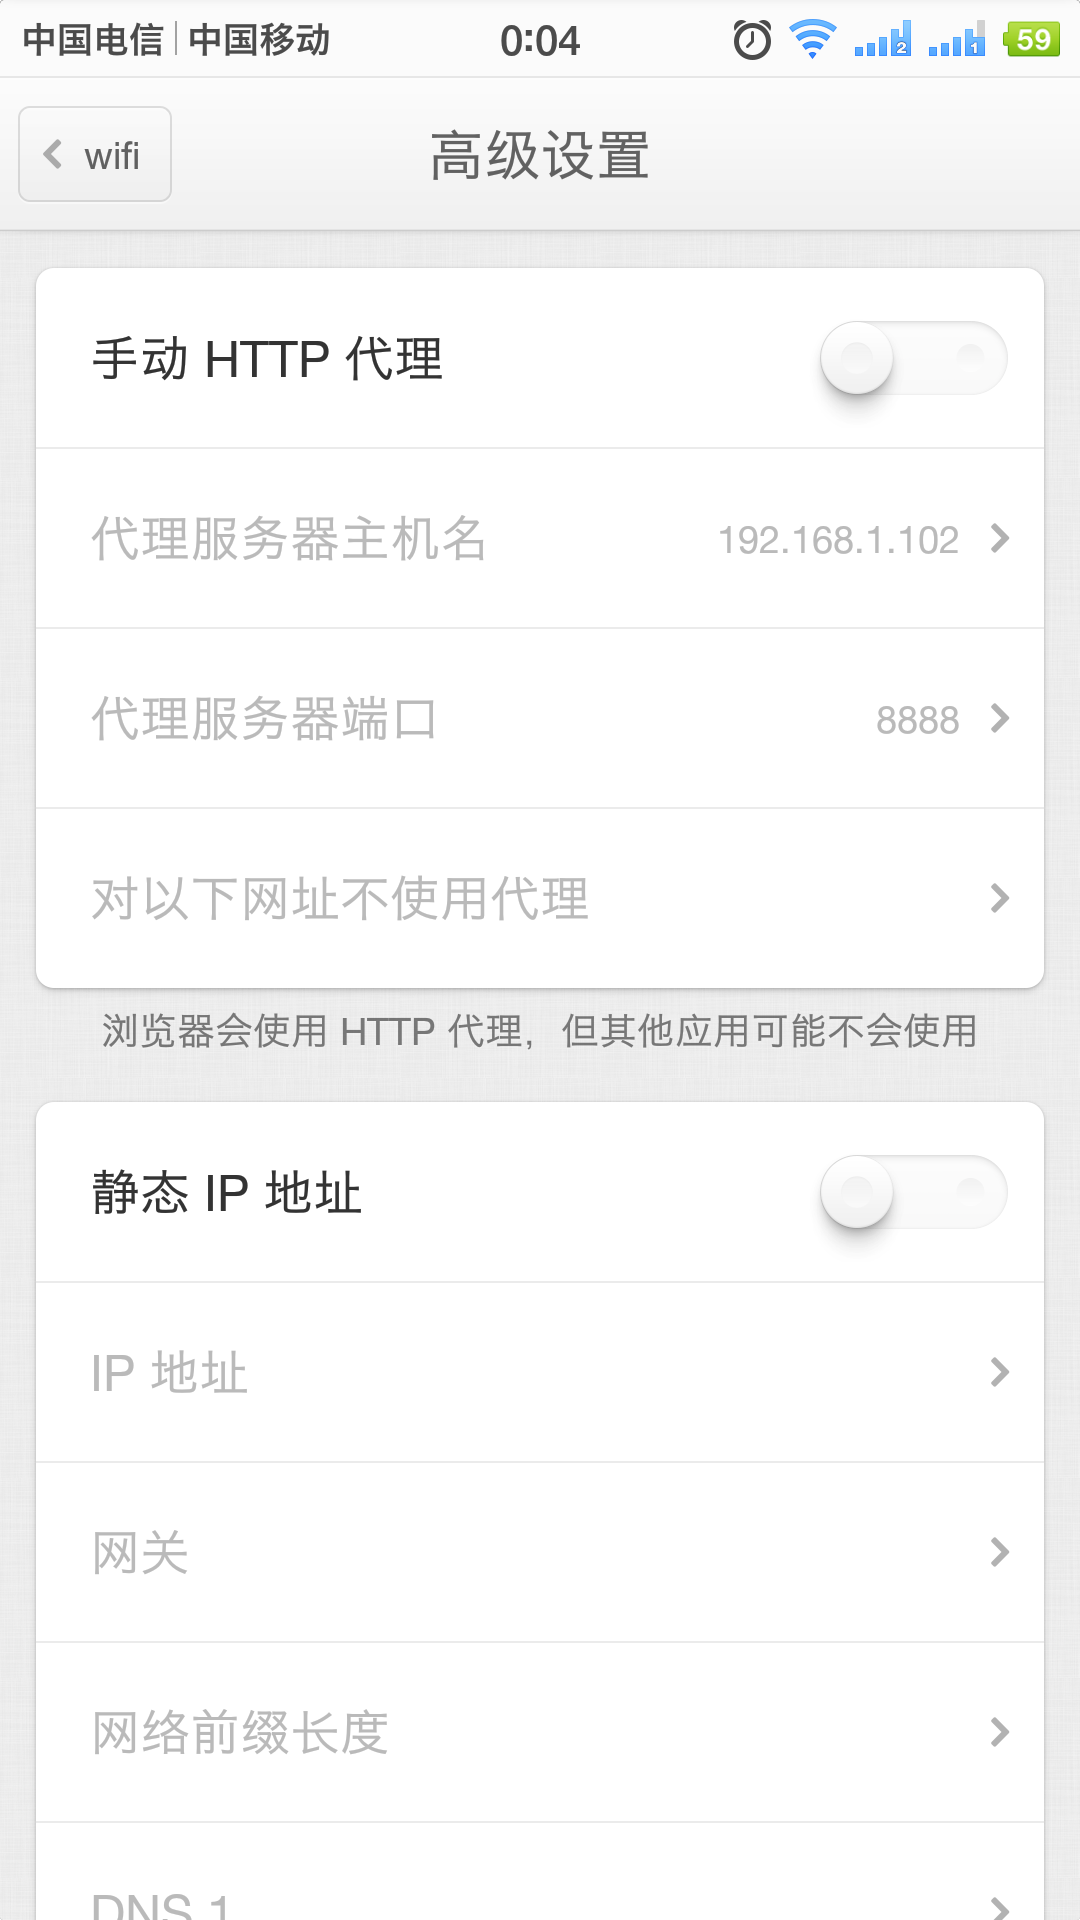 中国电信 中国移动 0:04 2 1 59
wifi 高级设置
手动 HTTP 代理
代理服务器主机名 192.168.1.102
代理服务器端口 8888
对以下网址不使用代理
浏览器会使用 HTTP 代理，但其他应用可能不会使用
静态 IP 地址
IP 地址
网关
网络前缀长度
DNS 1